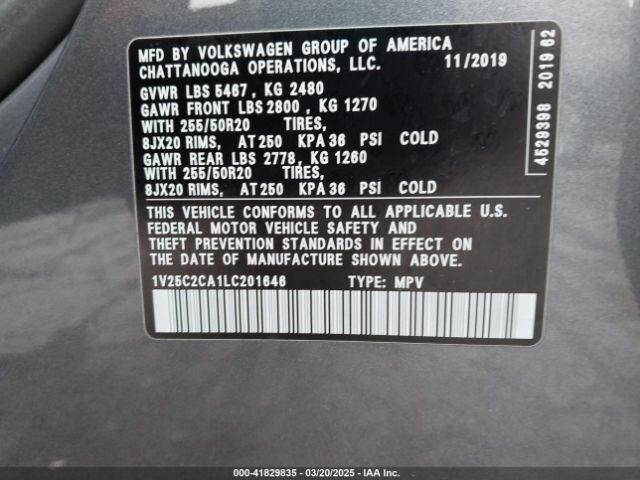 MFD BY VOLKSWAGEN GROUP OF AMERICA
CHATTANOOGA OPERATIONS, LLC. 11/2019
GVWR LBS 5467, KG 2480
GAWR FRONT LBS 2800, KG 1270
WITH 255/50R20 TIRES,
8JX20 RIMS, AT 250 KPA 36 PSI COLD
GAWR REAR LBS 2778, KG 1260
WITH 255/50R20 TIRES,
8JX20 RIMS, AT 250 KPA 36 PSI COLD
THIS VEHICLE CONFORMS TO ALL APPLICABLE U.S.
FEDERAL MOTOR VEHICLE SAFETY AND
THEFT PREVENTION STANDARDS IN EFFECT ON
THE DATE OF MANUFACTURE SHOWN ABOVE.
1V25C2CA1LC201646 TYPE: MPV
4529398 2019 62
000-41829835 - 03/20/2025 - IAA Inc.